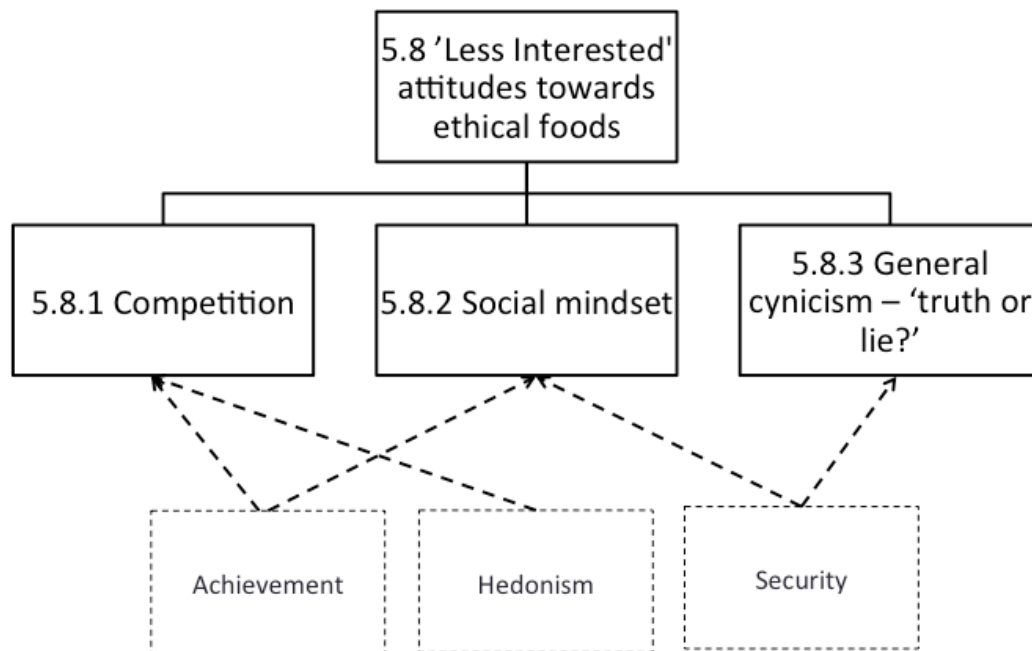 5.8 ’Less Interested'
attitudes towards
ethical foods
5.8.1 Competition
5.8.2 Social mindset
5.8.3 General
cynicism – ‘truth or
lie?’
Achievement
Hedonism
Security